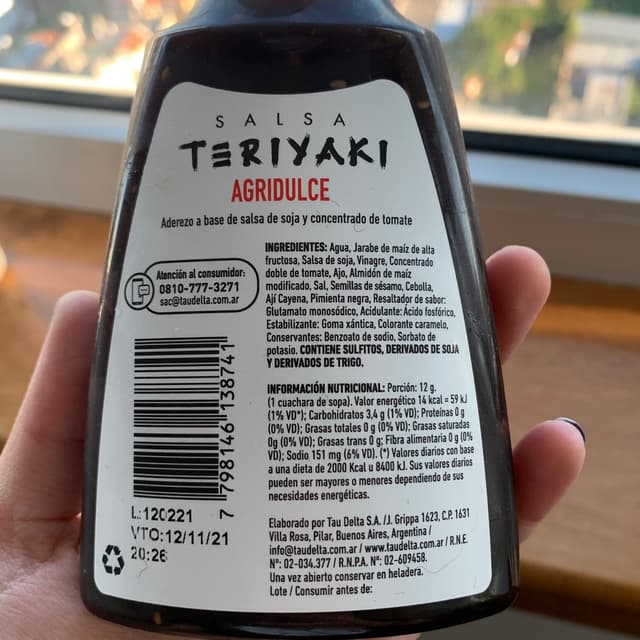 SALSA
TERIYAKI
AGRIDULCE
Aderezo a base de salsa de soja y concentrado de tomate
Atención al consumidor:
0810-777-3271
sac@taudelta.com.ar
INGREDIENTES: Agua, Jarabe de maíz de alta
fructosa, Salsa de soja, Vinagre, Concentrado
doble de tomate, Ajo, Almidón de maíz
modificado, Sal, Semillas de sésamo, Cebolla,
Ají Cayena, Pimienta negra, Resaltador de sabor:
Glutamato monosódico, Acidulante: Ácido fosfórico,
Estabilizante: Goma xántica, Colorante caramelo,
Conservantes: Benzoato de sodio, Sorbato de
potasio. CONTIENE SULFITOS, DERIVADOS DE SOJA
Y DERIVADOS DE TRIGO.
INFORMACIÓN NUTRICIONAL: Porción: 12 g.
(1 cuachara de sopa). Valor energético 14 kcal = 59 kJ
(1% VD*); Carbohidratos 3,4 g (1% VD); Proteínas 0 g
(0% VD); Grasas totales 0 g (0% VD); Grasas saturadas
0g (0% VD); Grasas trans 0 g; Fibra alimentaria 0 g (0%
VD); Sodio 151 mg (6% VD). (*) Valores diarios con base
a una dieta de 2000 Kcal u 8400 kJ. Sus valores diarios
pueden ser mayores o menores dependiendo de sus
necesidades energéticas.
7 798146 138741
L:120221
VTO:12/11/21
20:26
Elaborado por Tau Delta S.A. /J. Grippa 1623, C.P. 1631
Villa Rosa, Pilar, Buenos Aires, Argentina /
info@taudelta.com.ar / www.taudelta.com.ar / R.N.E.
N°: 02-034.377 / R.N.P.A. N°: 02-609458.
Una vez abierto conservar en heladera.
Lote / Consumir antes de: